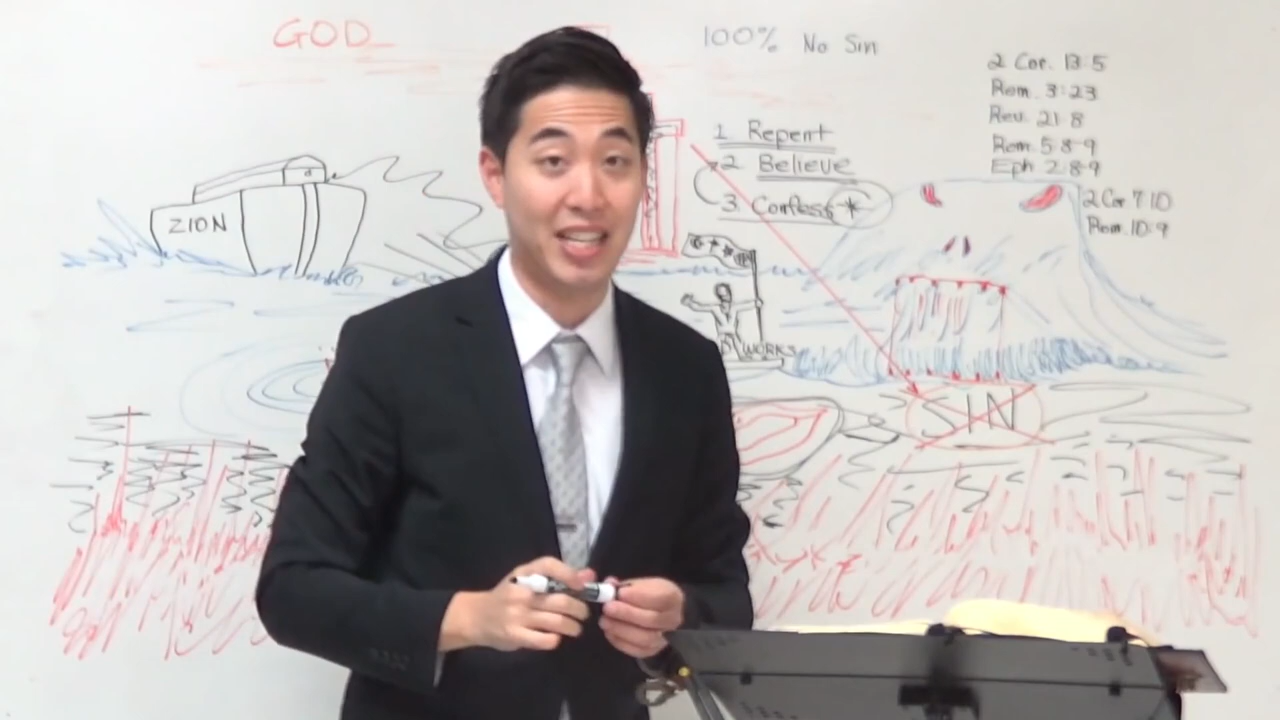 GOD
100% No Sin
2 Cor. 13:5
Rom. 3:23
Rev. 21:8
Rom 5:8-9
Eph 2:8-9
2 Cor 7:10
Rom. 10:9
1 Repent
2 Believe
3 Confess*
ZION
WORKS
SIN